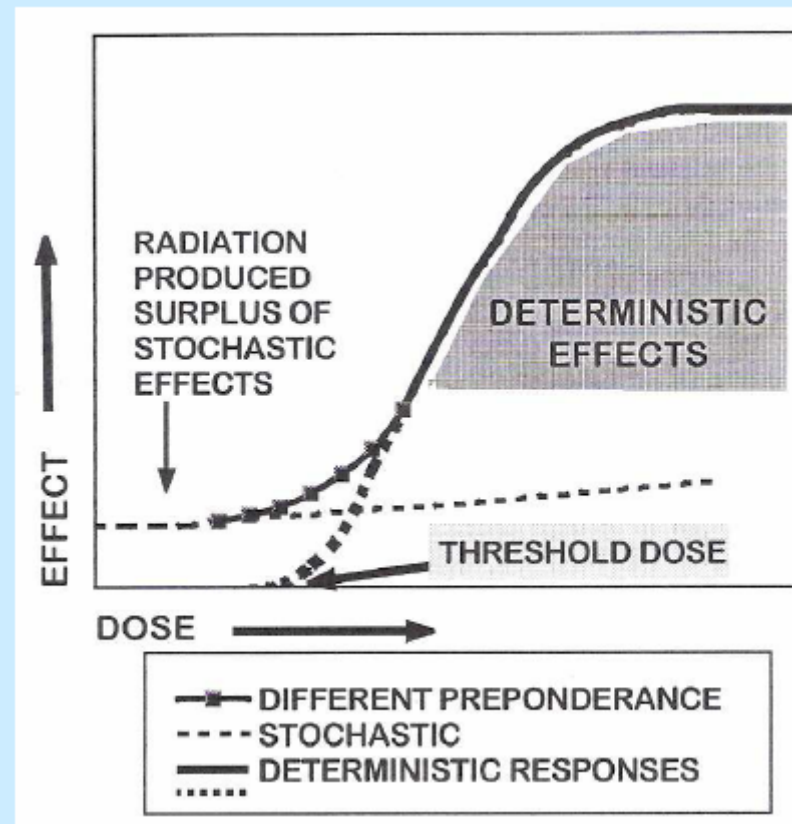 RADIATION
PRODUCED
SURPLUS OF
STOCHASTIC
EFFECTS
DETERMINISTIC
EFFECTS
EFFECT
THRESHOLD DOSE
DOSE
DIFFERENT PREPONDERANCE
STOCHASTIC
DETERMINISTIC RESPONSES